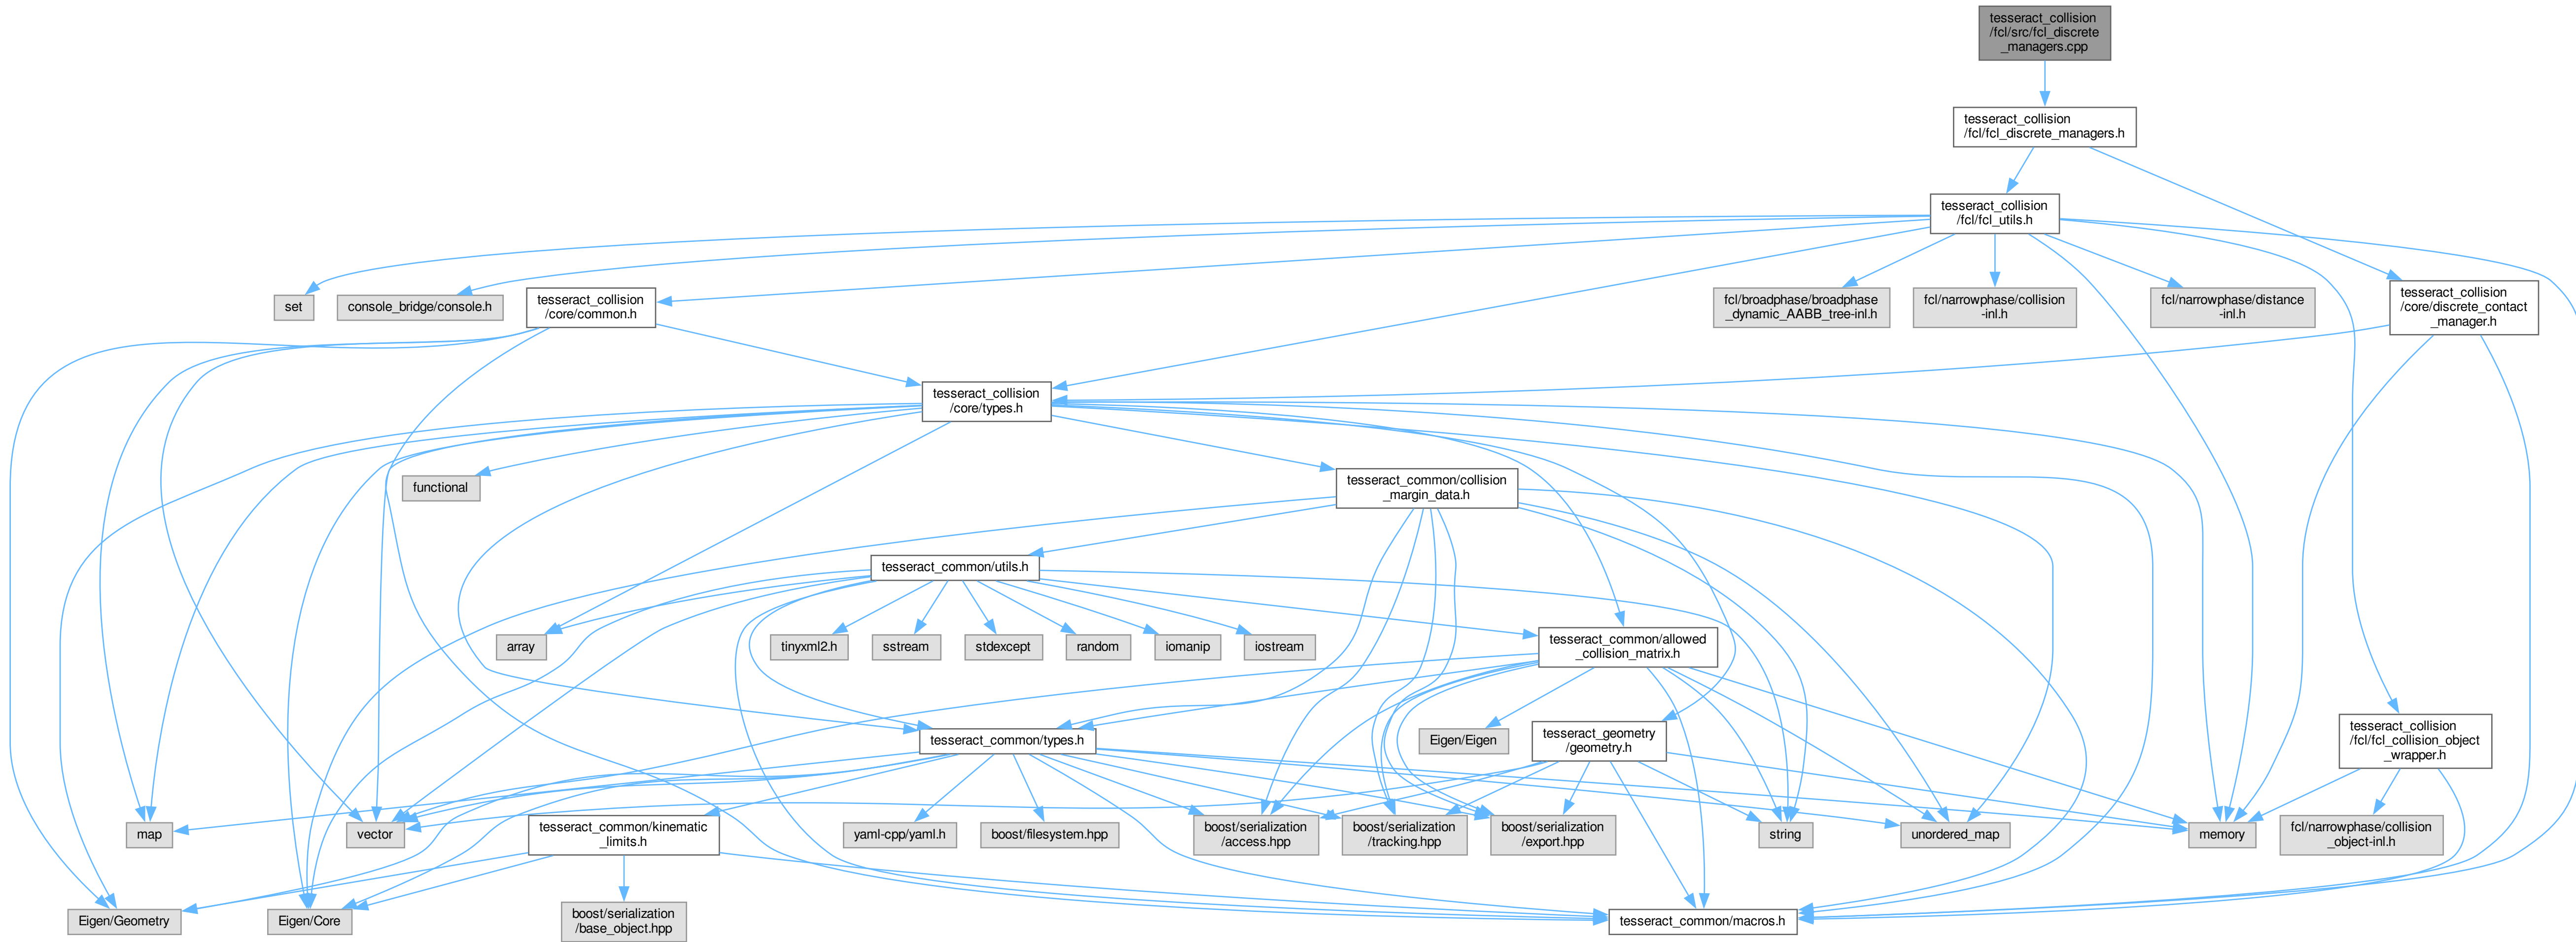 tesseract_collision
/fcl/src/fcl_discrete
_managers.cpp
tesseract_collision
/fcl/fcl_discrete_managers.h
tesseract_collision
/fcl/fcl_utils.h
set
console_bridge/console.h
tesseract_collision
/core/common.h
fcl/broadphase/broadphase
_dynamic_AABB_tree-inl.h
fcl/narrowphase/collision
-inl.h
fcl/narrowphase/distance
-inl.h
tesseract_collision
/core/discrete_contact
_manager.h
tesseract_collision
/core/types.h
functional
tesseract_common/collision
_margin_data.h
tesseract_common/utils.h
array
tinyxml2.h
sstream
stdexcept
random
iomanip
iostream
tesseract_common/allowed
_collision_matrix.h
tesseract_common/types.h
Eigen/Eigen
tesseract_geometry
/geometry.h
tesseract_collision
/fcl/fcl_collision_object
_wrapper.h
map
vector
tesseract_common/kinematic
_limits.h
yaml-cpp/yaml.h
boost/filesystem.hpp
boost/serialization
/access.hpp
boost/serialization
/tracking.hpp
boost/serialization
/export.hpp
string
unordered_map
memory
fcl/narrowphase/collision
_object-inl.h
Eigen/Geometry
Eigen/Core
boost/serialization
/base_object.hpp
tesseract_common/macros.h